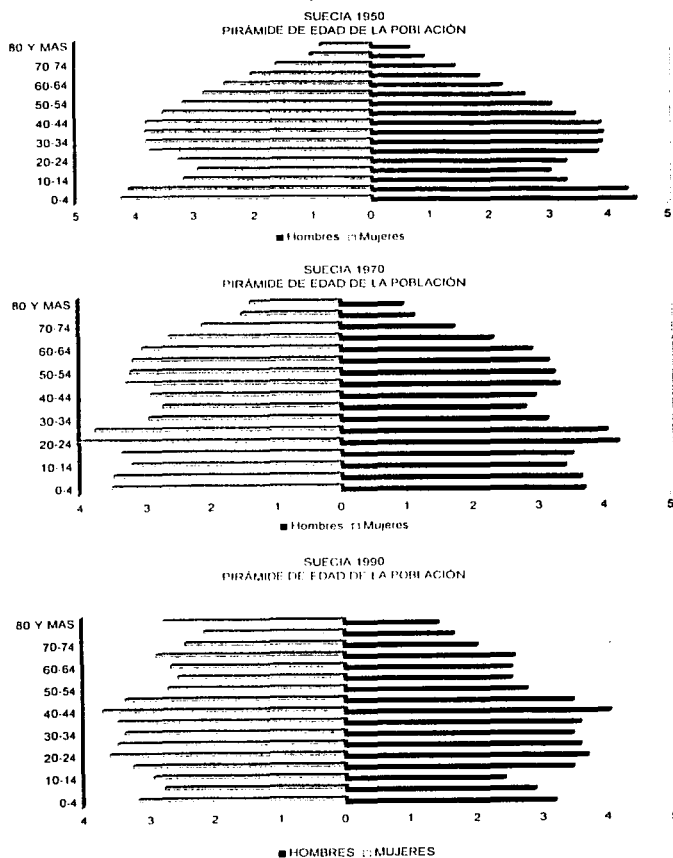 SUECIA 1950
PIRÁMIDE DE EDAD DE LA POBLACIÓN
80 Y MAS
70-74
60-64
50-54
40-44
30-34
20-24
10-14
0-4
5 4 3 2 1 0 1 2 3 4 5
■ Hombres □ Mujeres
SUECIA 1970
PIRÁMIDE DE EDAD DE LA POBLACIÓN
80 Y MAS
70-74
60-64
50-54
40-44
30-34
20-24
10-14
0-4
4 3 2 1 0 1 2 3 4 5
■ Hombres □ Mujeres
SUECIA 1990
PIRÁMIDE DE EDAD DE LA POBLACIÓN
80 Y MAS
70-74
60-64
50-54
40-44
30-34
20-24
10-14
0-4
4 3 2 1 0 1 2 3 4 5
■ HOMBRES □ MUJERES